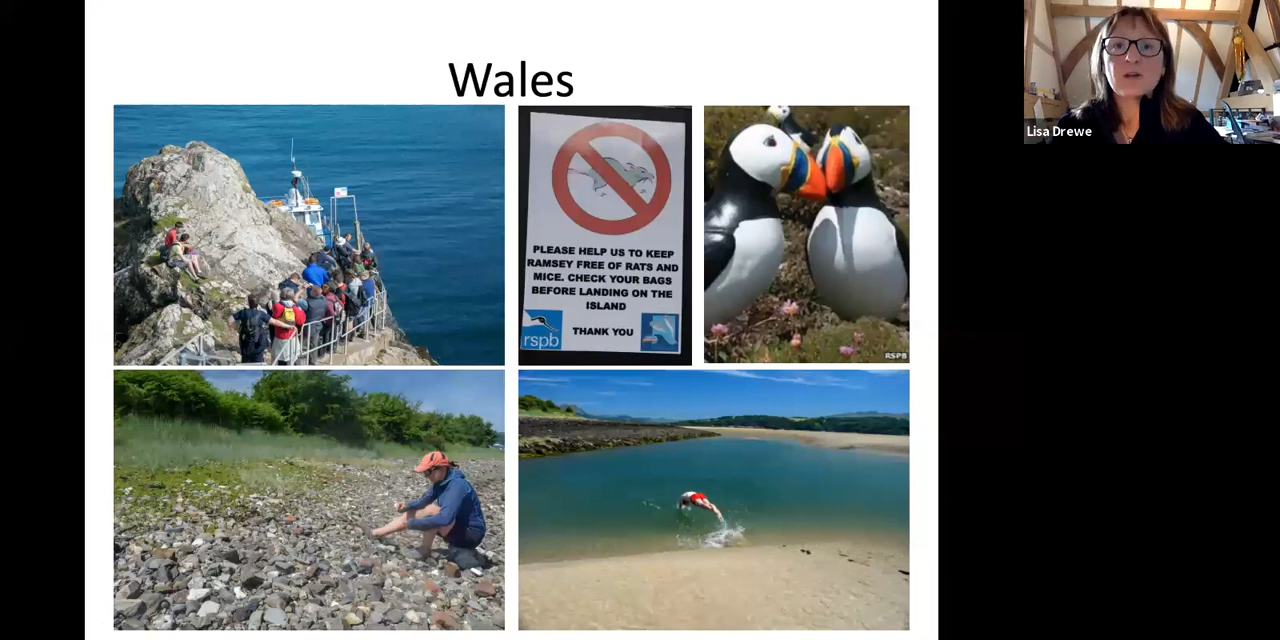 Wales
Lisa Drewe
PLEASE HELP US TO KEEP
RAMSEY FREE OF RATS AND
MICE. CHECK YOUR BAGS
BEFORE LANDING ON THE
ISLAND
THANK YOU
rspb
RSPB